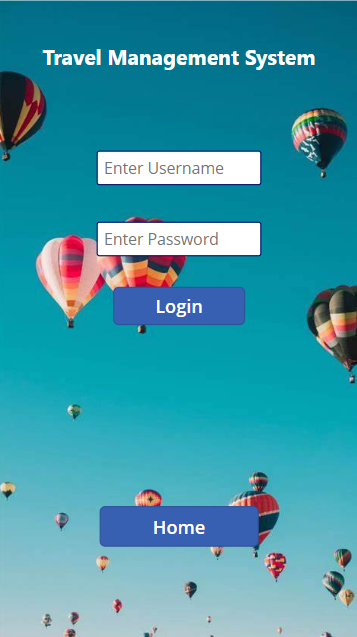 Travel Management System
Enter Username
Enter Password
Login
Home